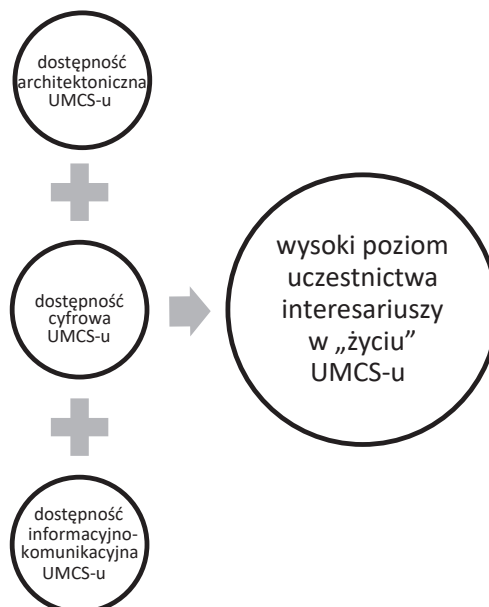 dostępność
architektoniczna
UMCS-u
dostępność
cyfrowa
UMCS-u
dostępność
informacyjno-
komunikacyjna
UMCS-u
wysoki poziom
uczestnictwa
interesariuszy
w „życiu”
UMCS-u